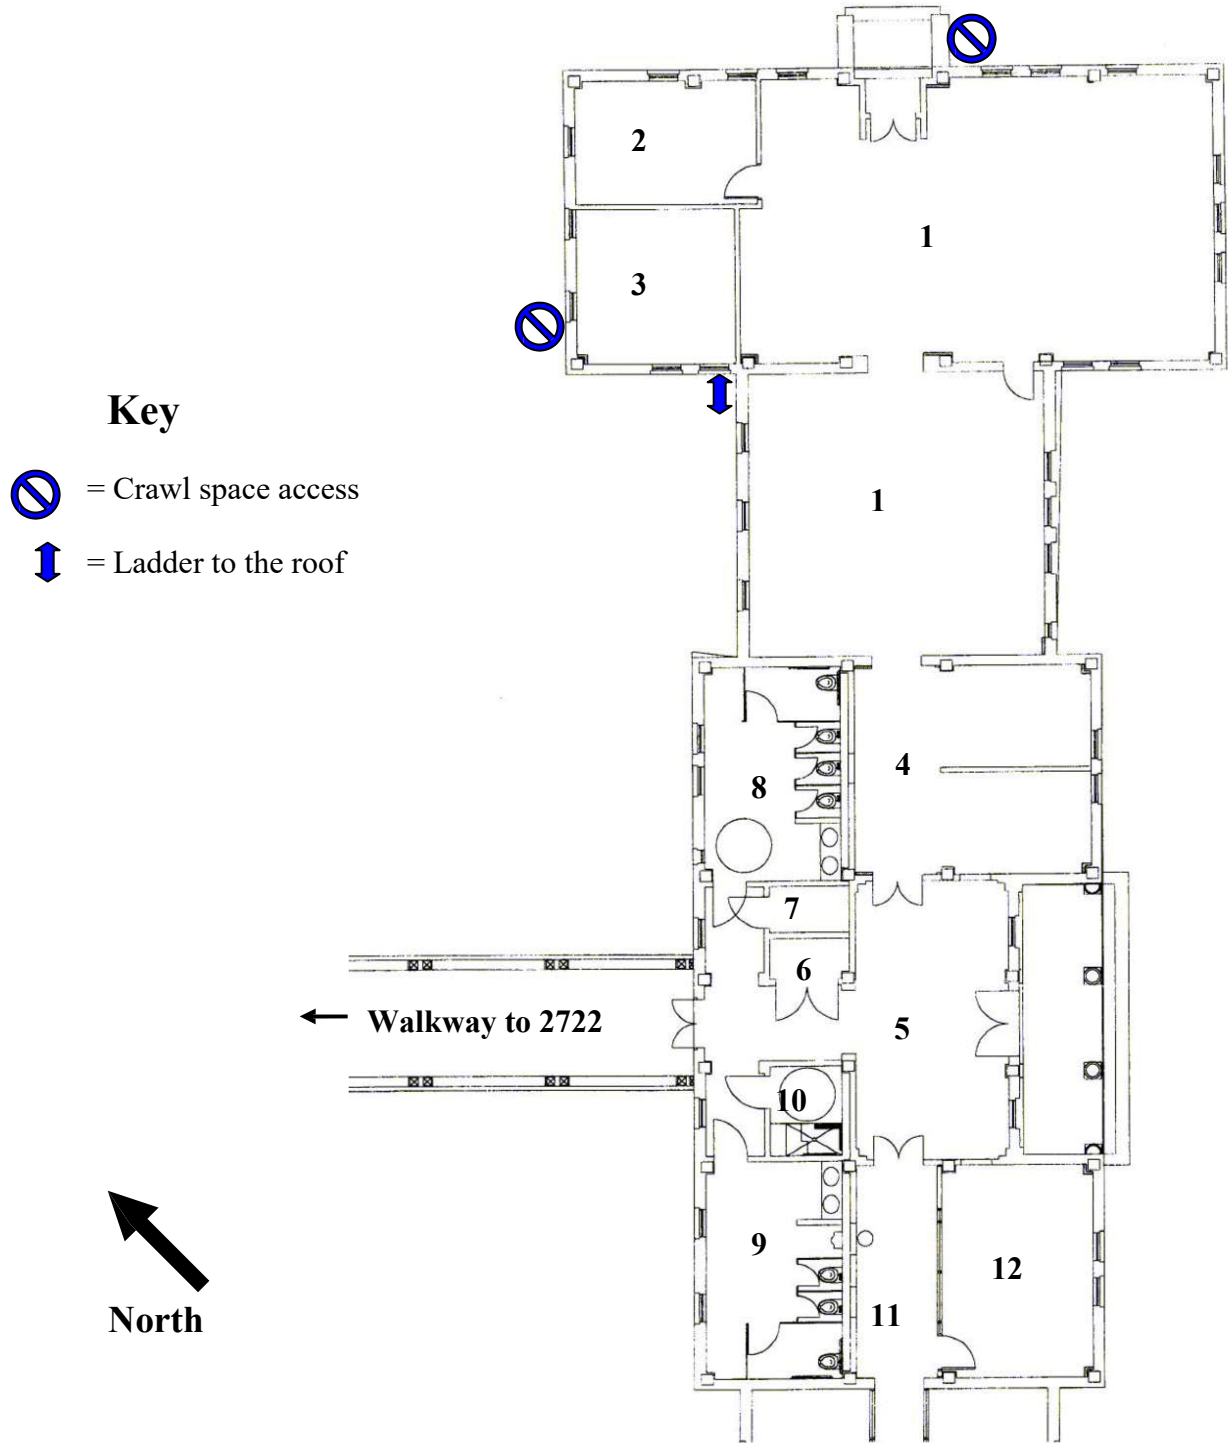 2
1
3
Key
= Crawl space access
1
= Ladder to the roof
4
8
7
6
Walkway to 2722
5
10
North
9
12
11